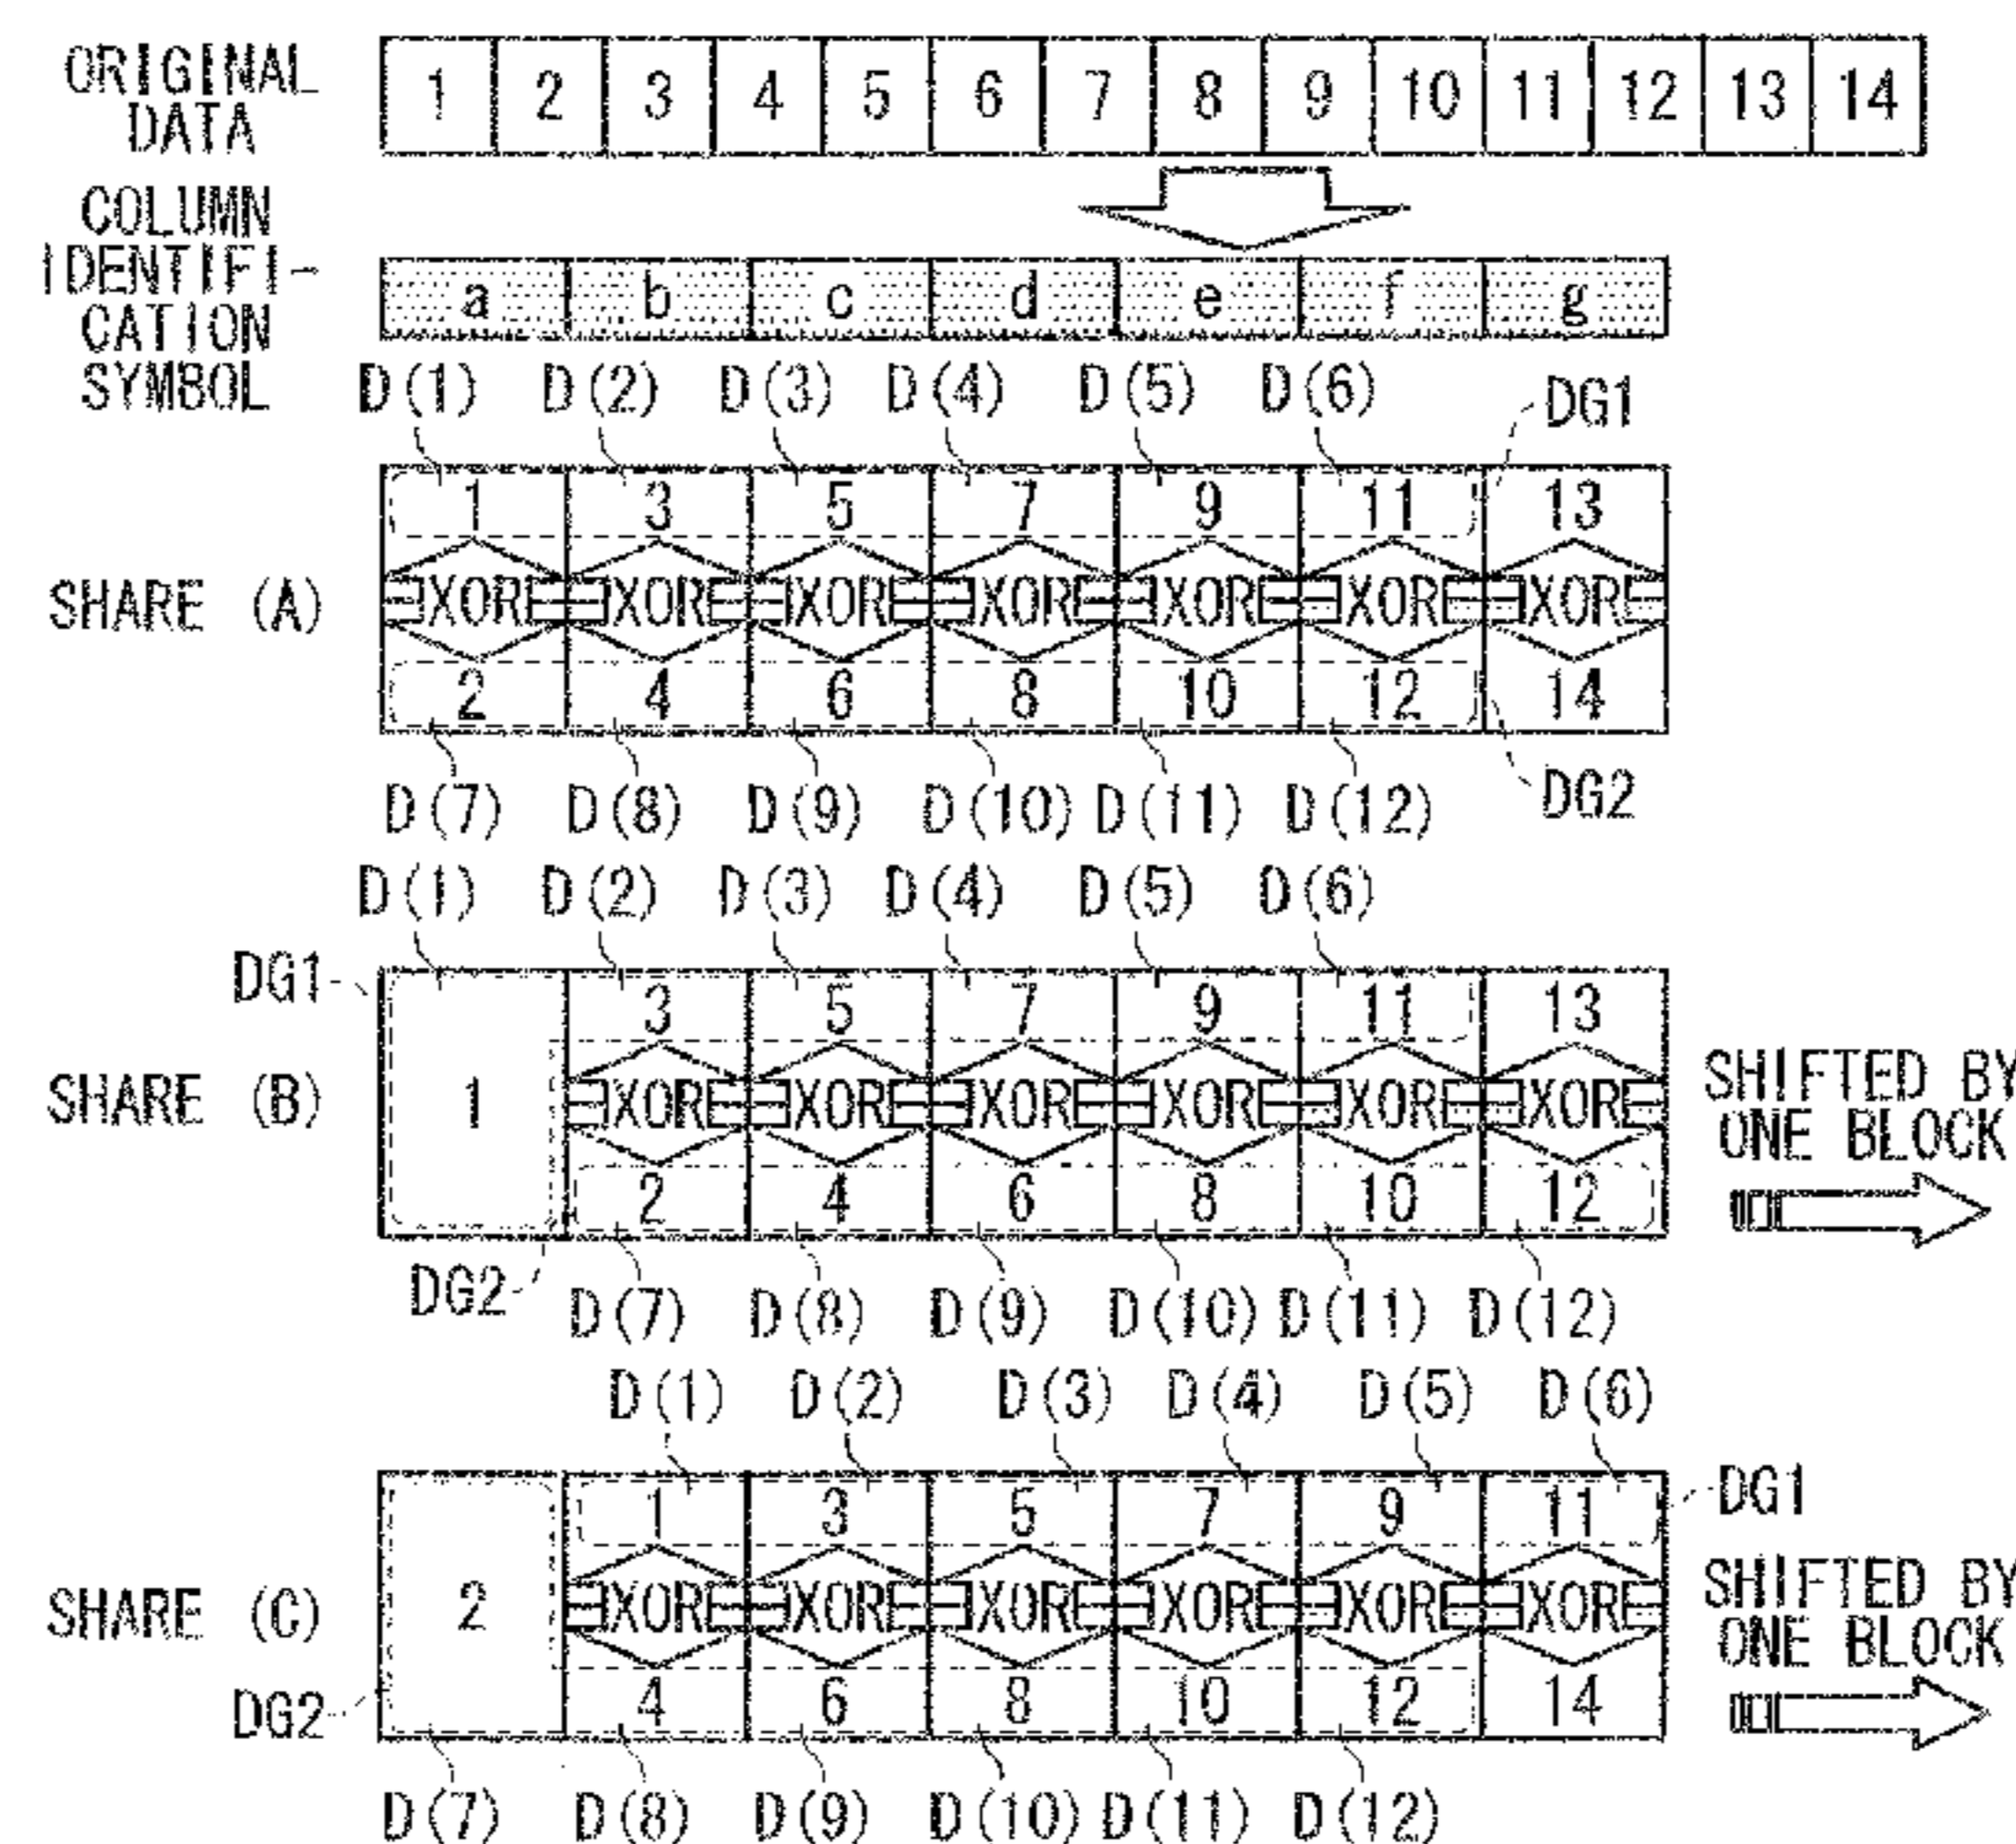 ORIGINAL DATA
1 2 3 4 5 6 7 8 9 10 11 12 13 14
COLUMN IDENTIFI-CATION SYMBOL
a b c d e f g
D(1) D(2) D(3) D(4) D(5) D(6) DG1
1 3 5 7 9 11 13
SHARE (A) XOR XOR XOR XOR XOR XOR XOR
2 4 6 8 10 12 14
D(7) D(8) D(9) D(10) D(11) D(12) DG2
D(1) D(2) D(3) D(4) D(5) D(6)
DG1 3 5 7 9 11 13
SHARE (B) 1 XOR XOR XOR XOR XOR XOR SHIFTED BY ONE BLOCK
2 4 6 8 10 12
DG2 D(7) D(8) D(9) D(10) D(11) D(12)
D(1) D(2) D(3) D(4) D(5) D(6)
1 3 5 7 9 11 DG1
SHARE (C) 2 XOR XOR XOR XOR XOR XOR SHIFTED BY ONE BLOCK
DG2 4 6 8 10 12 14
D(7) D(8) D(9) D(10) D(11) D(12)